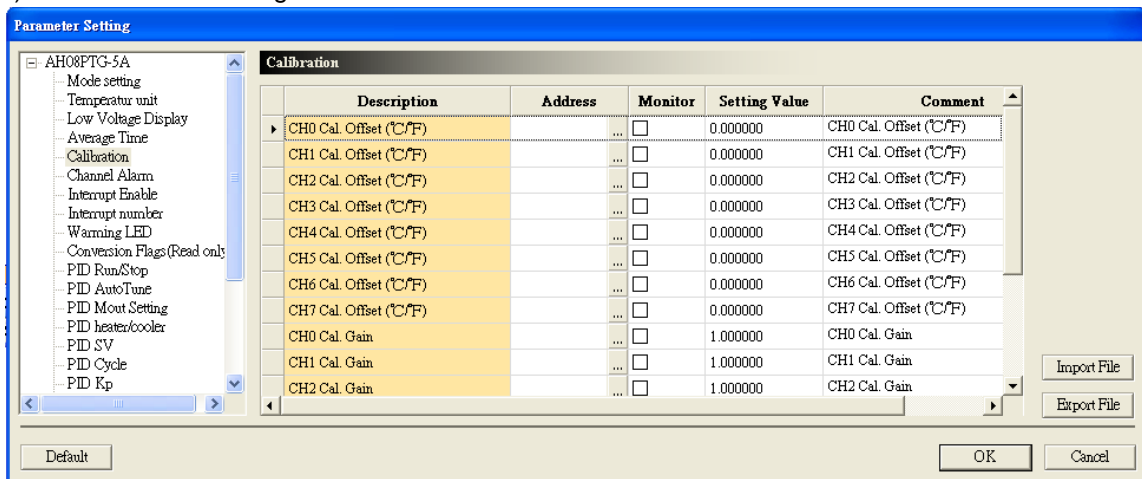 Parameter Setting
AH08PTG-5A
Mode setting
Temperatur unit
Low Voltage Display
Average Time
Calibration
Channel Alarm
Interrupt Enable
Interrupt number
Warming LED
Conversion Flags(Read only
PID Run/Stop
PID AutoTune
PID Mout Setting
PID heater/cooler
PID SV
PID Cycle
PID Kp
Calibration
Description Address Monitor Setting Value Comment
CH0 Cal. Offset (℃/℉) ... 0.000000 CH0 Cal. Offset (℃/℉)
CH1 Cal. Offset (℃/℉) ... 0.000000 CH1 Cal. Offset (℃/℉)
CH2 Cal. Offset (℃/℉) ... 0.000000 CH2 Cal. Offset (℃/℉)
CH3 Cal. Offset (℃/℉) ... 0.000000 CH3 Cal. Offset (℃/℉)
CH4 Cal. Offset (℃/℉) ... 0.000000 CH4 Cal. Offset (℃/℉)
CH5 Cal. Offset (℃/℉) ... 0.000000 CH5 Cal. Offset (℃/℉)
CH6 Cal. Offset (℃/℉) ... 0.000000 CH6 Cal. Offset (℃/℉)
CH7 Cal. Offset (℃/℉) ... 0.000000 CH7 Cal. Offset (℃/℉)
CH0 Cal. Gain ... 1.000000 CH0 Cal. Gain
CH1 Cal. Gain ... 1.000000 CH1 Cal. Gain
CH2 Cal. Gain ... 1.000000 CH2 Cal. Gain
Import File
Export File
Default OK Cancel